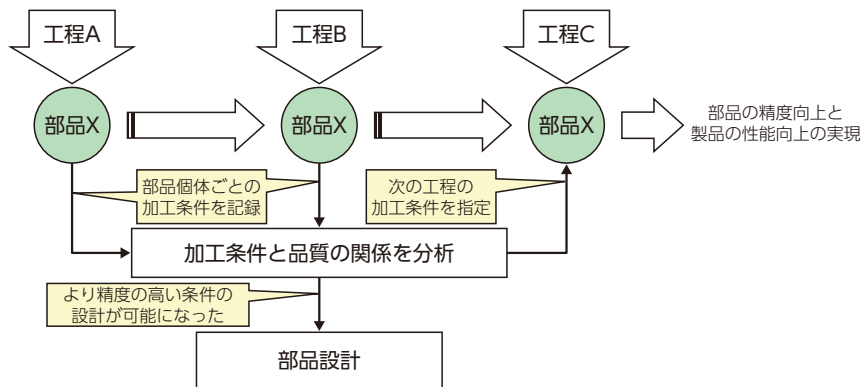 工程A
工程B
工程C
部品X
部品X
部品X
部品の精度向上と
製品の性能向上の実現
部品個体ごとの
加工条件を記録
次の工程の
加工条件を指定
加工条件と品質の関係を分析
より精度の高い条件の
設計が可能になった
部品設計